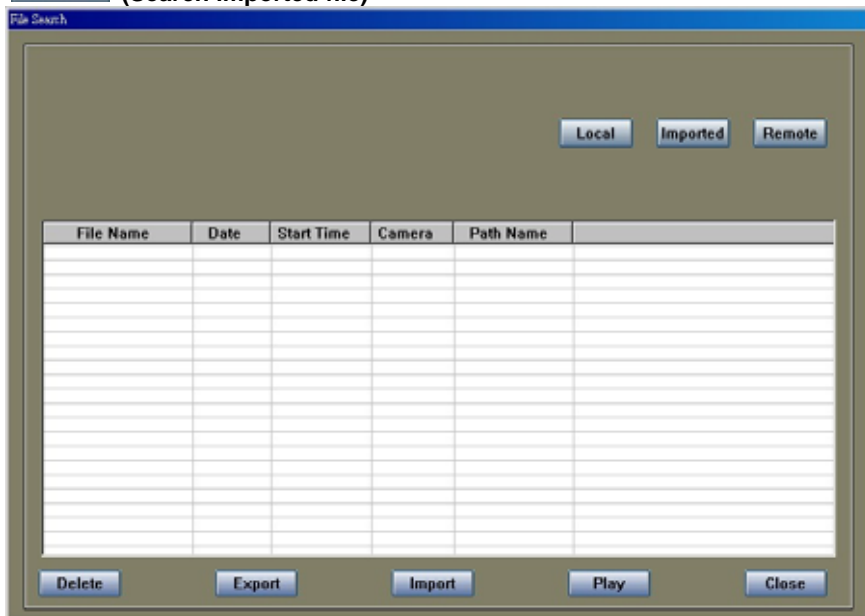 (Search imported file)
File Search
Local Imported Remote
File Name Date Start Time Camera Path Name
Delete Export Import Play Close